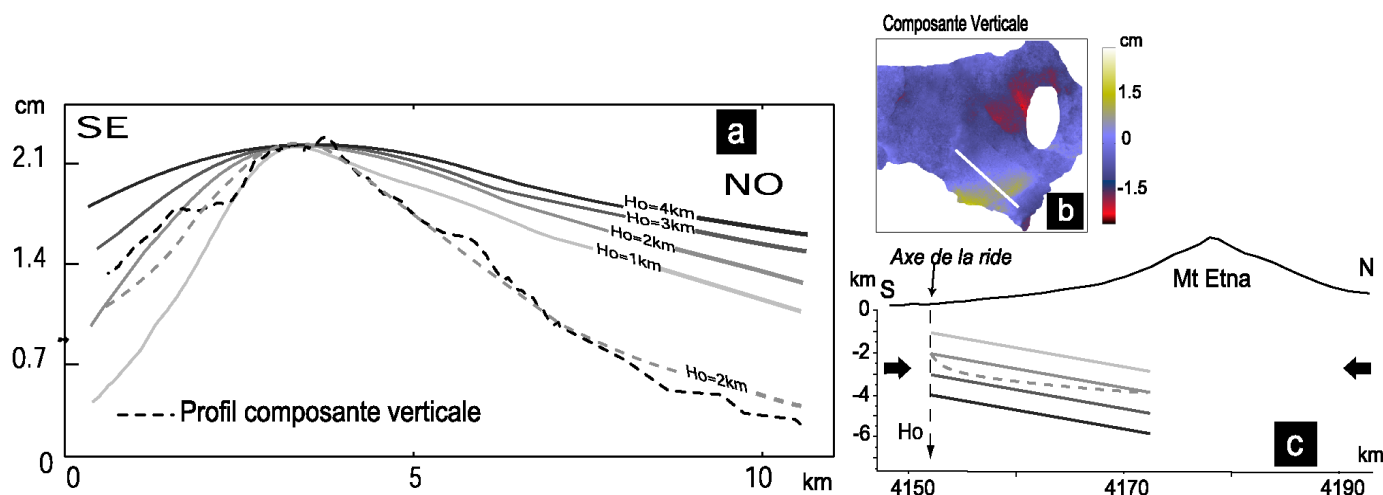 cm
SE
a
NO
2.1
1.4
0.7
0
Ho=4km
Ho=3km
Ho=2km
Ho=1km
Ho=2km
Profil composante verticale
0
5
10
km
Composante Verticale
cm
1.5
0
-1.5
b
Axe de la ride
km
S
N
Mt Etna
0
-2
-4
-6
Ho
c
km
4150
4170
4190